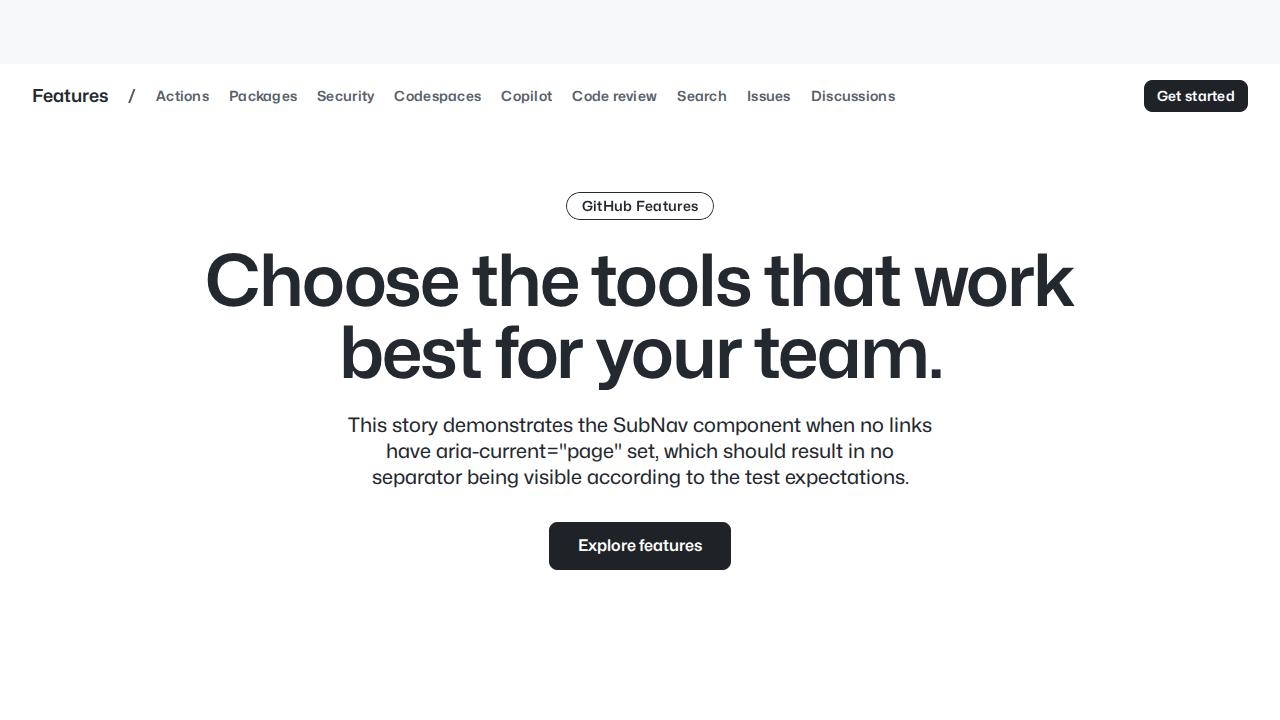 Features / Actions Packages Security Codespaces Copilot Code review Search Issues Discussions Get started
GitHub Features
Choose the tools that work
best for your team.
This story demonstrates the SubNav component when no links
have aria-current="page" set, which should result in no
separator being visible according to the test expectations.
Explore features